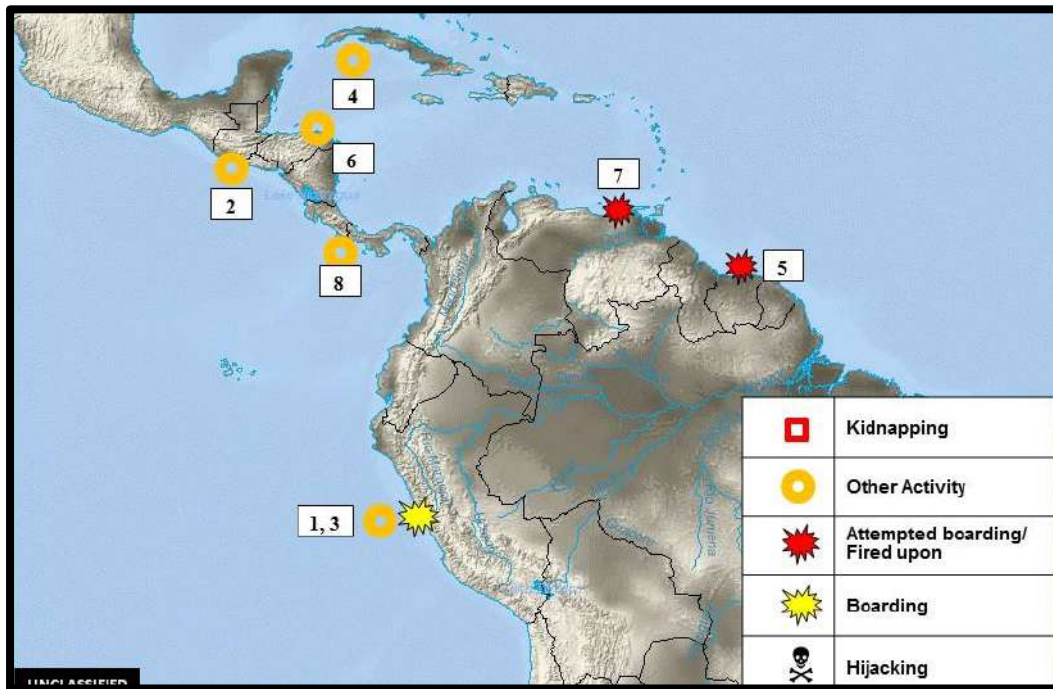 4
6
2
7
5
8
1, 3
Kidnapping
Other Activity
Attempted boarding/
Fired upon
Boarding
Hijacking
UNCLASSIFIED